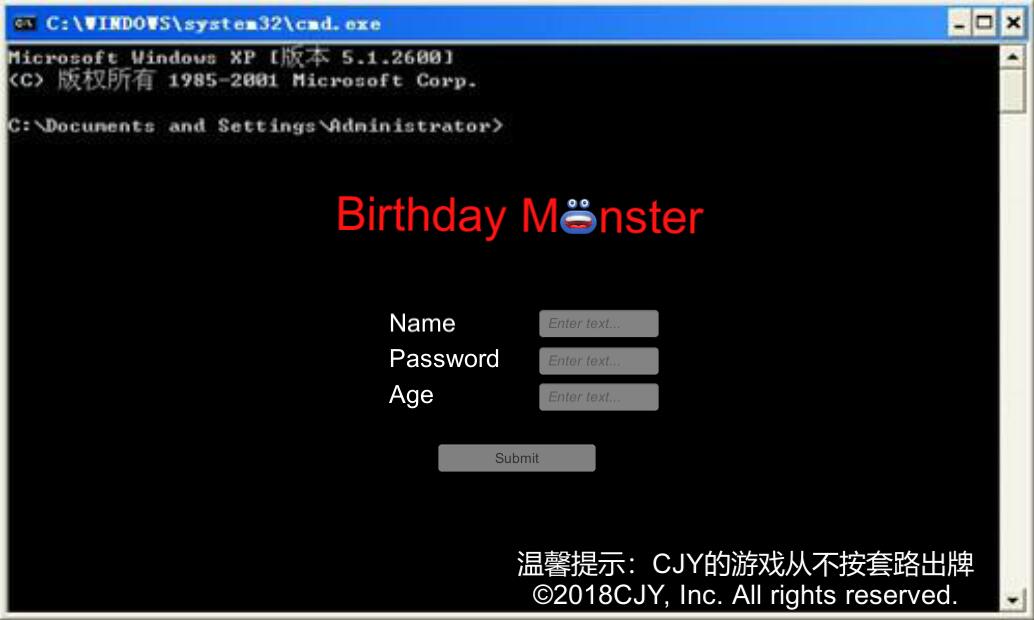 C:\WINDOWS\system32\cmd.exe
Microsoft Windows XP [版本 5.1.2600]
(C) 版权所有 1985-2001 Microsoft Corp.
C:\Documents and Settings\Administrator>
Birthday Monster
Name Enter text...
Password Enter text...
Age Enter text...
Submit
温馨提示：CJY的游戏从不按套路出牌
©2018CJY, Inc. All rights reserved.